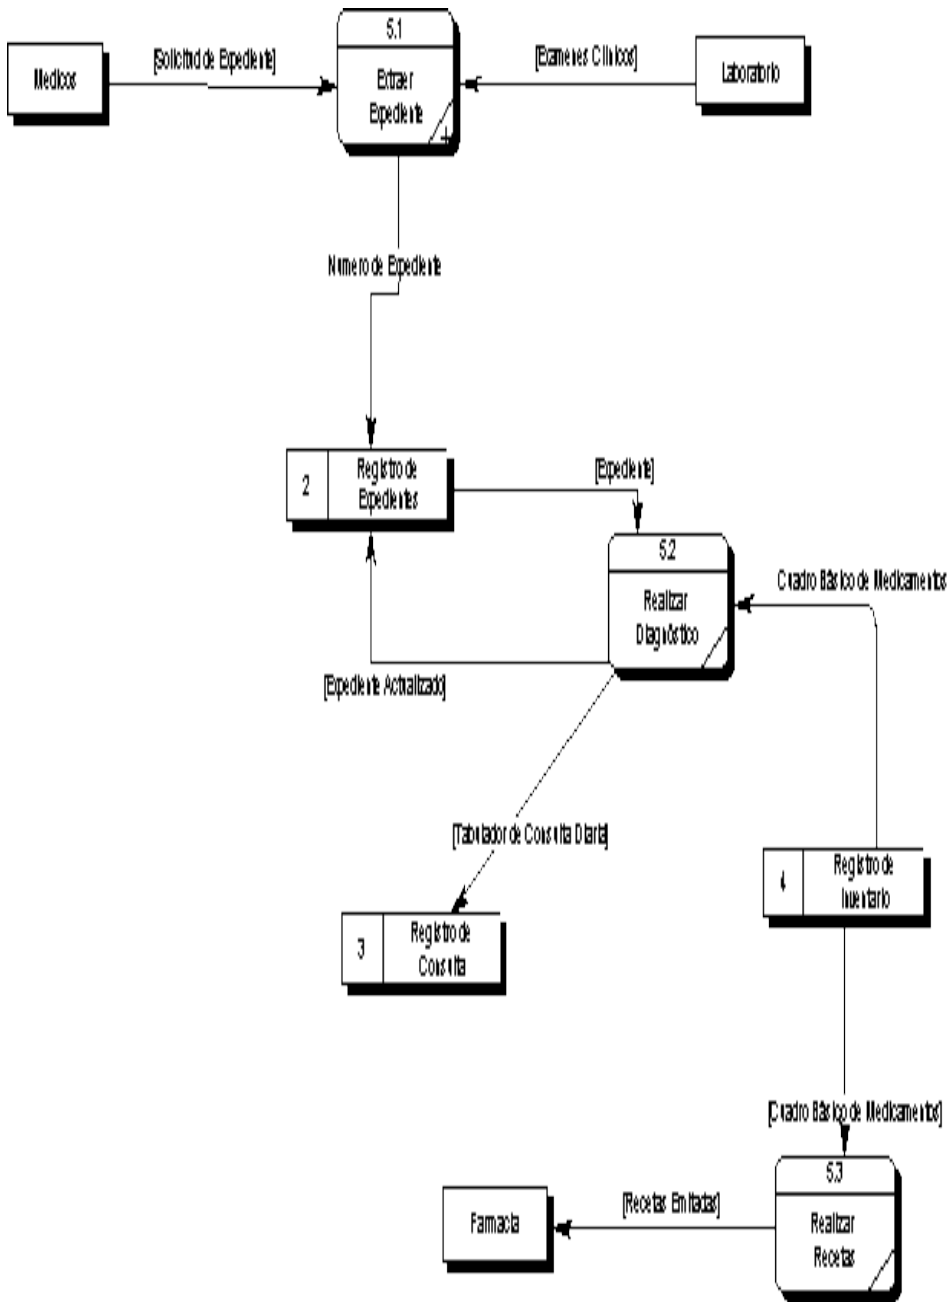 5.1
[Solicitud de Expediente]
[Examenes Clínicos]
Medicos
Extraer
Expediente
Laboratorio
+
Numero de Expediente
2
Registro de
Expedientes
[Expediente]
5.2
Realizar
Diagnóstico
Cuadro Básico de Medicamentos
[Expediente Actualizado]
[Tabulador de Consulta Diaria]
4
Registro de
Inventario
3
Registro de
Consulta
[Cuadro Básico de Medicamentos]
5.3
Realizar
Recetas
[Recetas Emitadas]
Farmacia